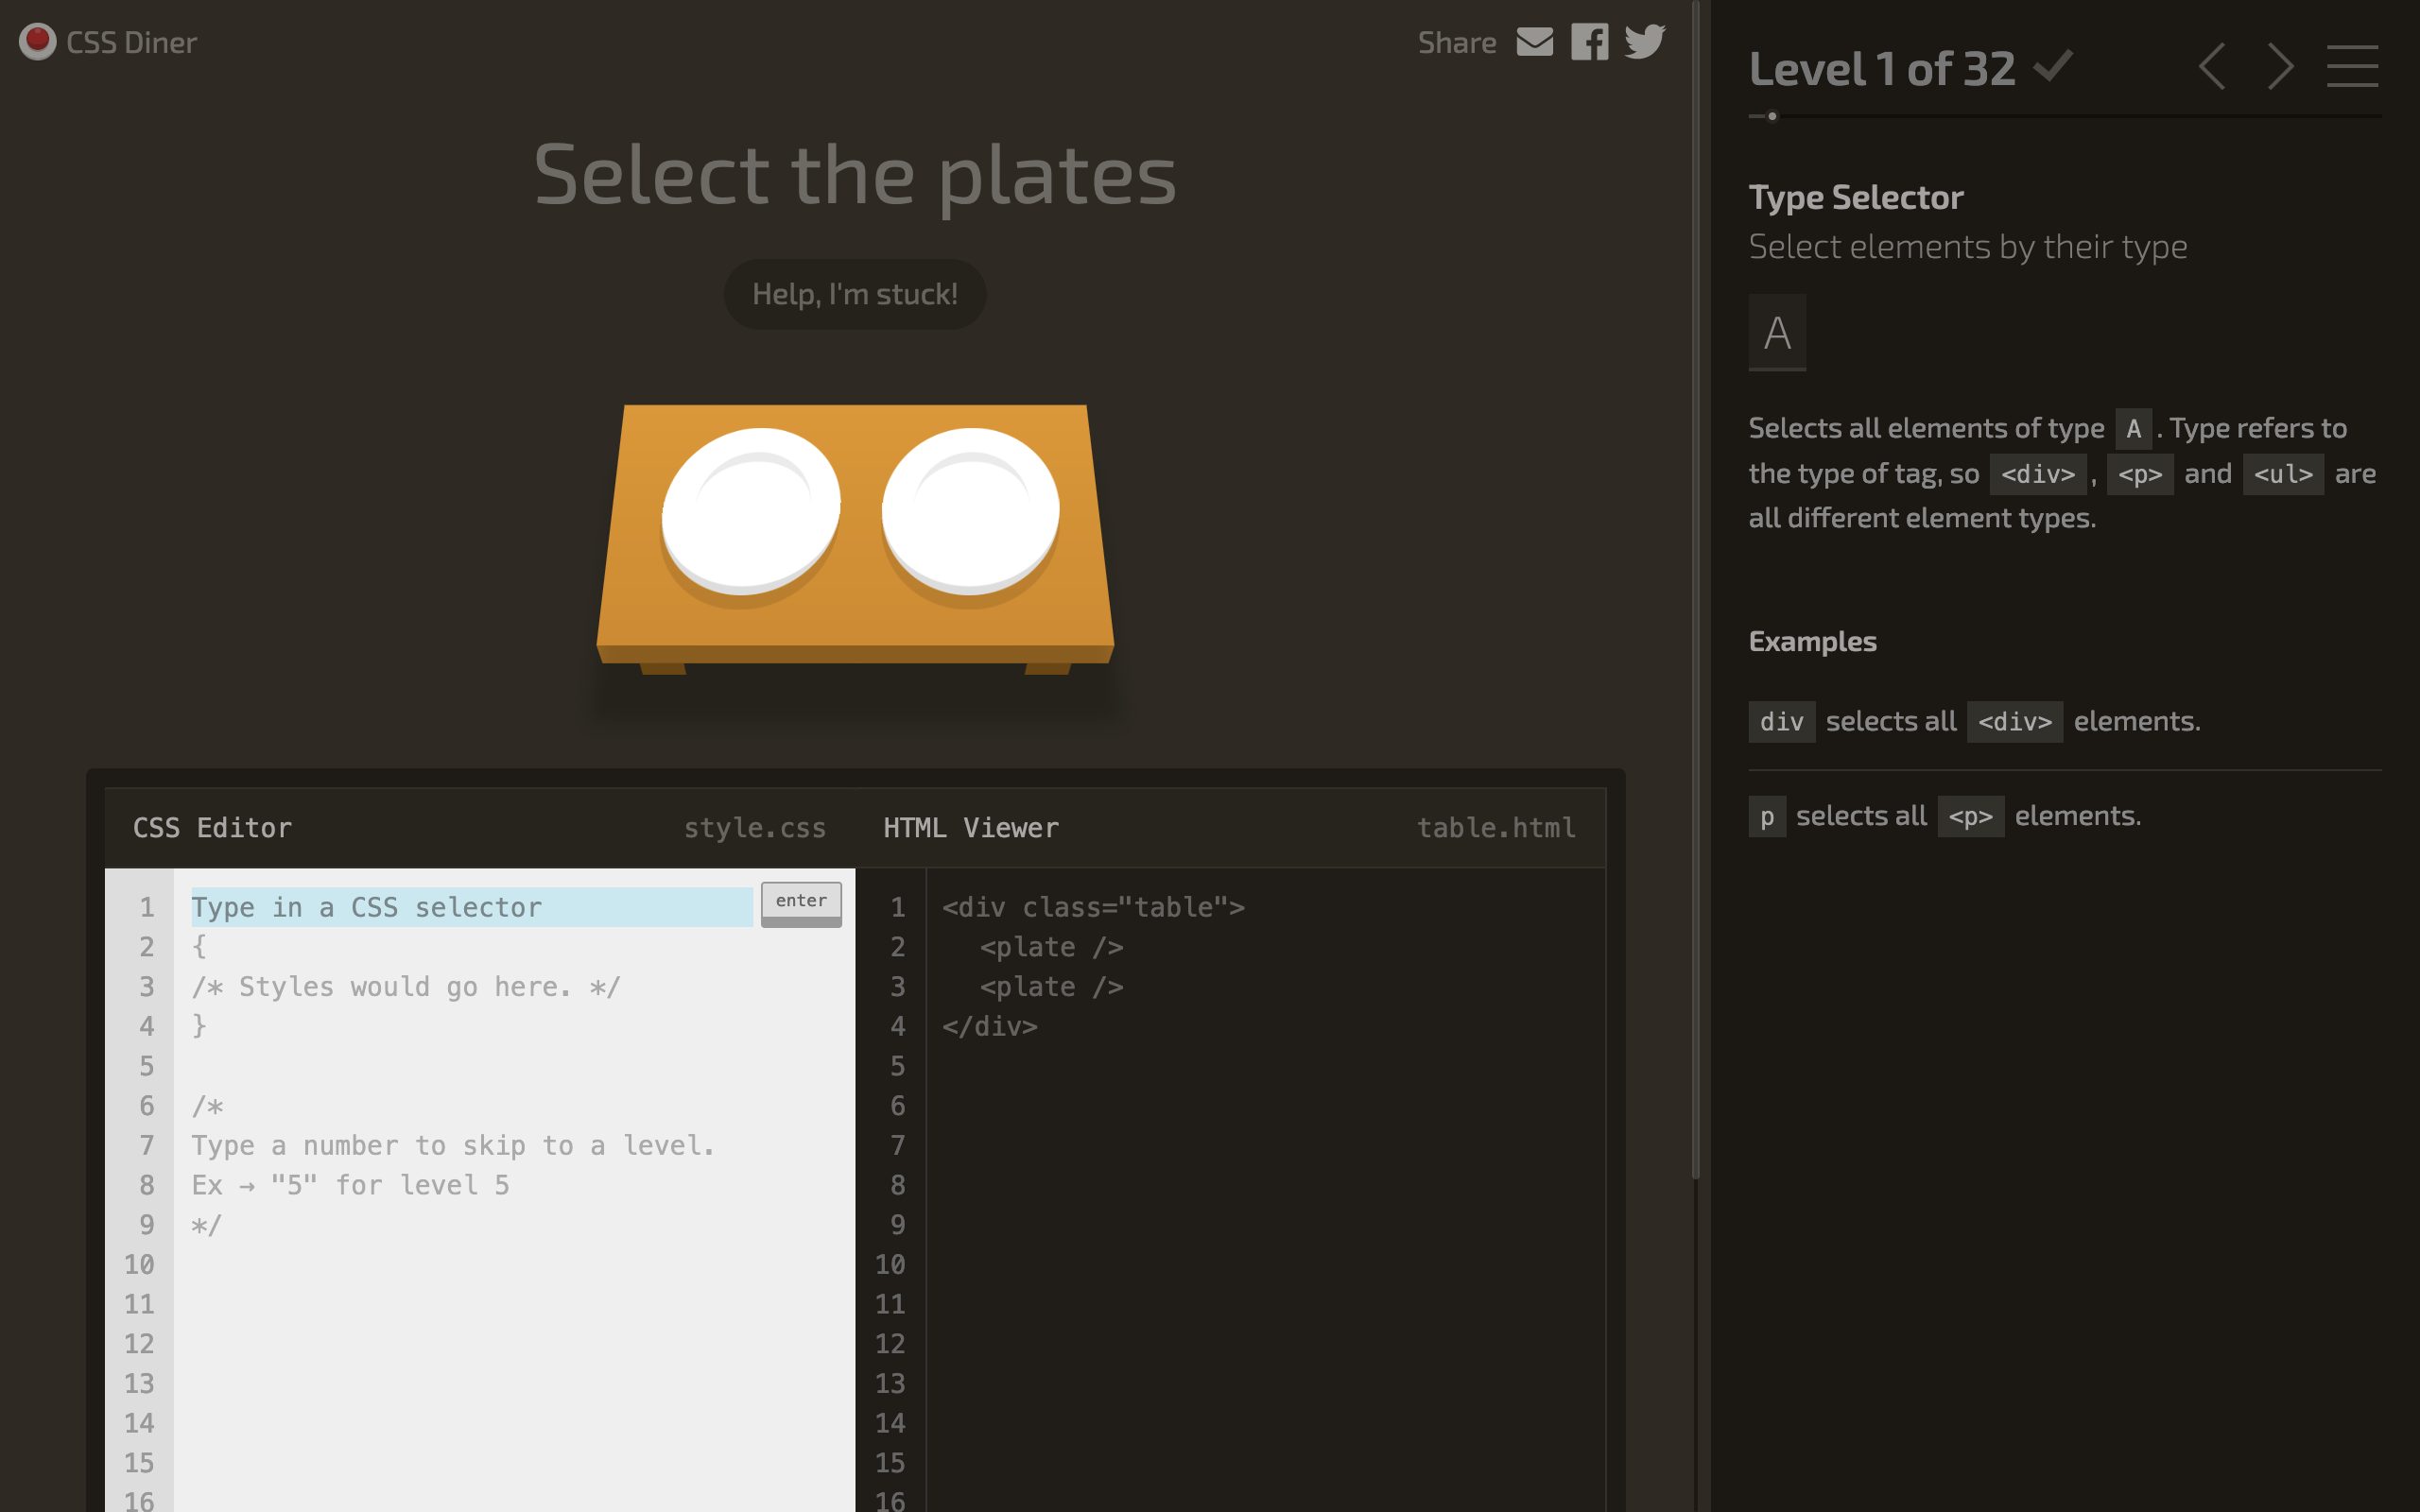 CSS Diner
Share
Select the plates
Help, I'm stuck!
CSS Editor
style.css
1 Type in a CSS selector
enter
2 {
3 /* Styles would go here. */
4 }
5
6 /*
7 Type a number to skip to a level.
8 Ex → "5" for level 5
9 */
10
11
12
13
14
15
16
HTML Viewer
table.html
1 <div class="table">
2 <plate />
3 <plate />
4 </div>
5
6
7
8
9
10
11
12
13
14
15
16
Level 1 of 32
Type Selector
Select elements by their type
A
Selects all elements of type A . Type refers to
the type of tag, so <div> , <p> and <ul> are
all different element types.
Examples
div selects all <div> elements.
p selects all <p> elements.